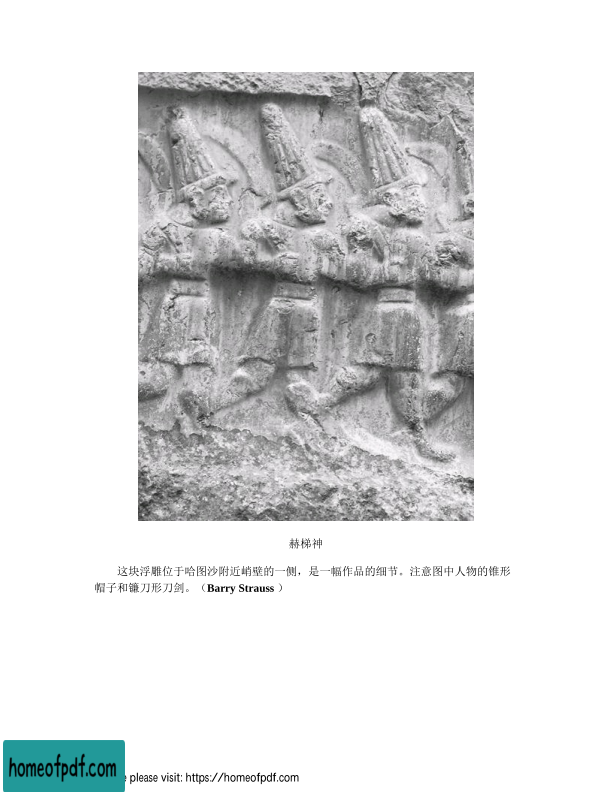 赫梯神
这块浮雕位于哈图沙附近峭壁的一侧，是一幅作品的细节。注意图中人物的锥形
帽子和镰刀形刀剑。（Barry Strauss ）
homeofpdf.com
please visit: https://homeofpdf.com